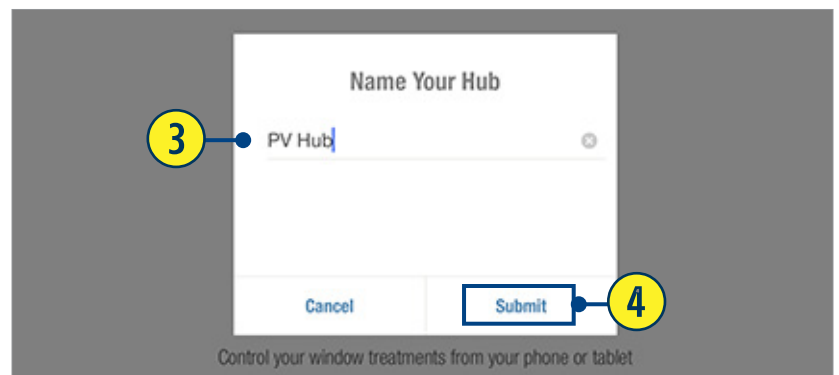 Name Your Hub
3
PV Hub
Cancel
Submit
4
Control your window treatments from your phone or tablet